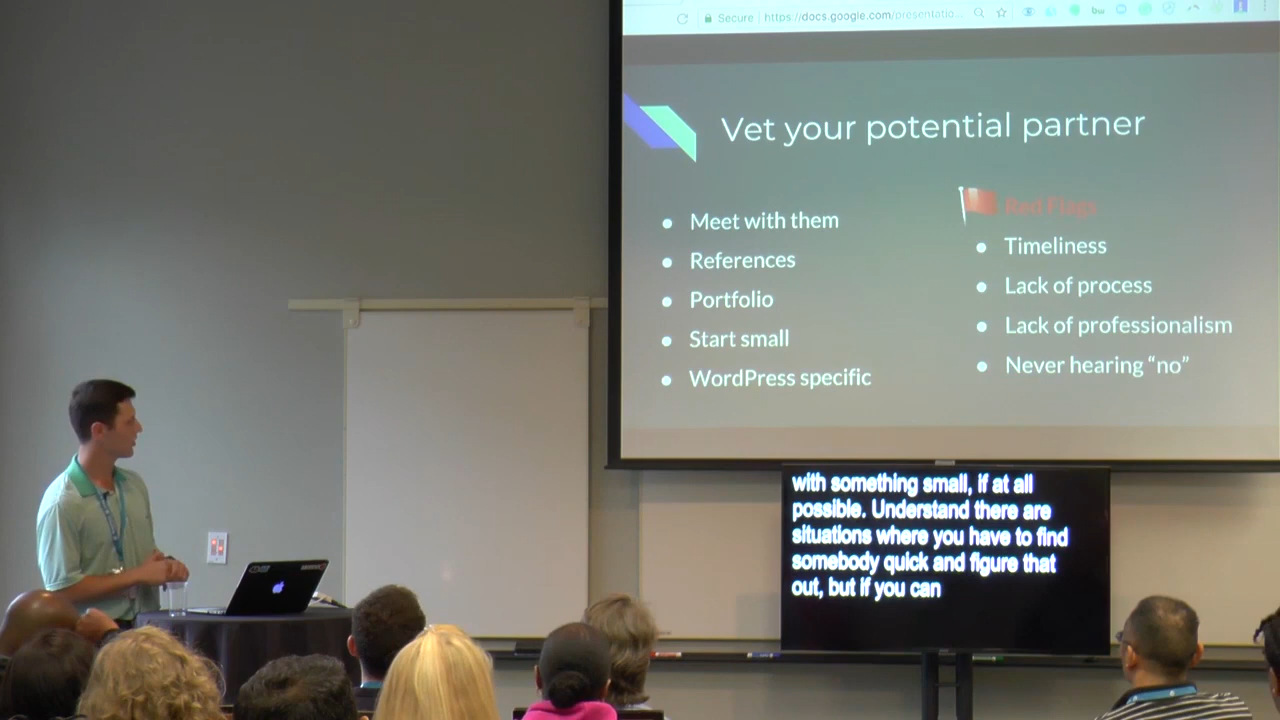 Secure https://docs.google.com/presentatio...
Vet your potential partner
● Meet with them
● References
● Portfolio
● Start small
● WordPress specific
Red Flags
● Timeliness
● Lack of process
● Lack of professionalism
● Never hearing “no”
with something small, if at all
possible. Understand there are
situations where you have to find
somebody quick and figure that
out, but if you can